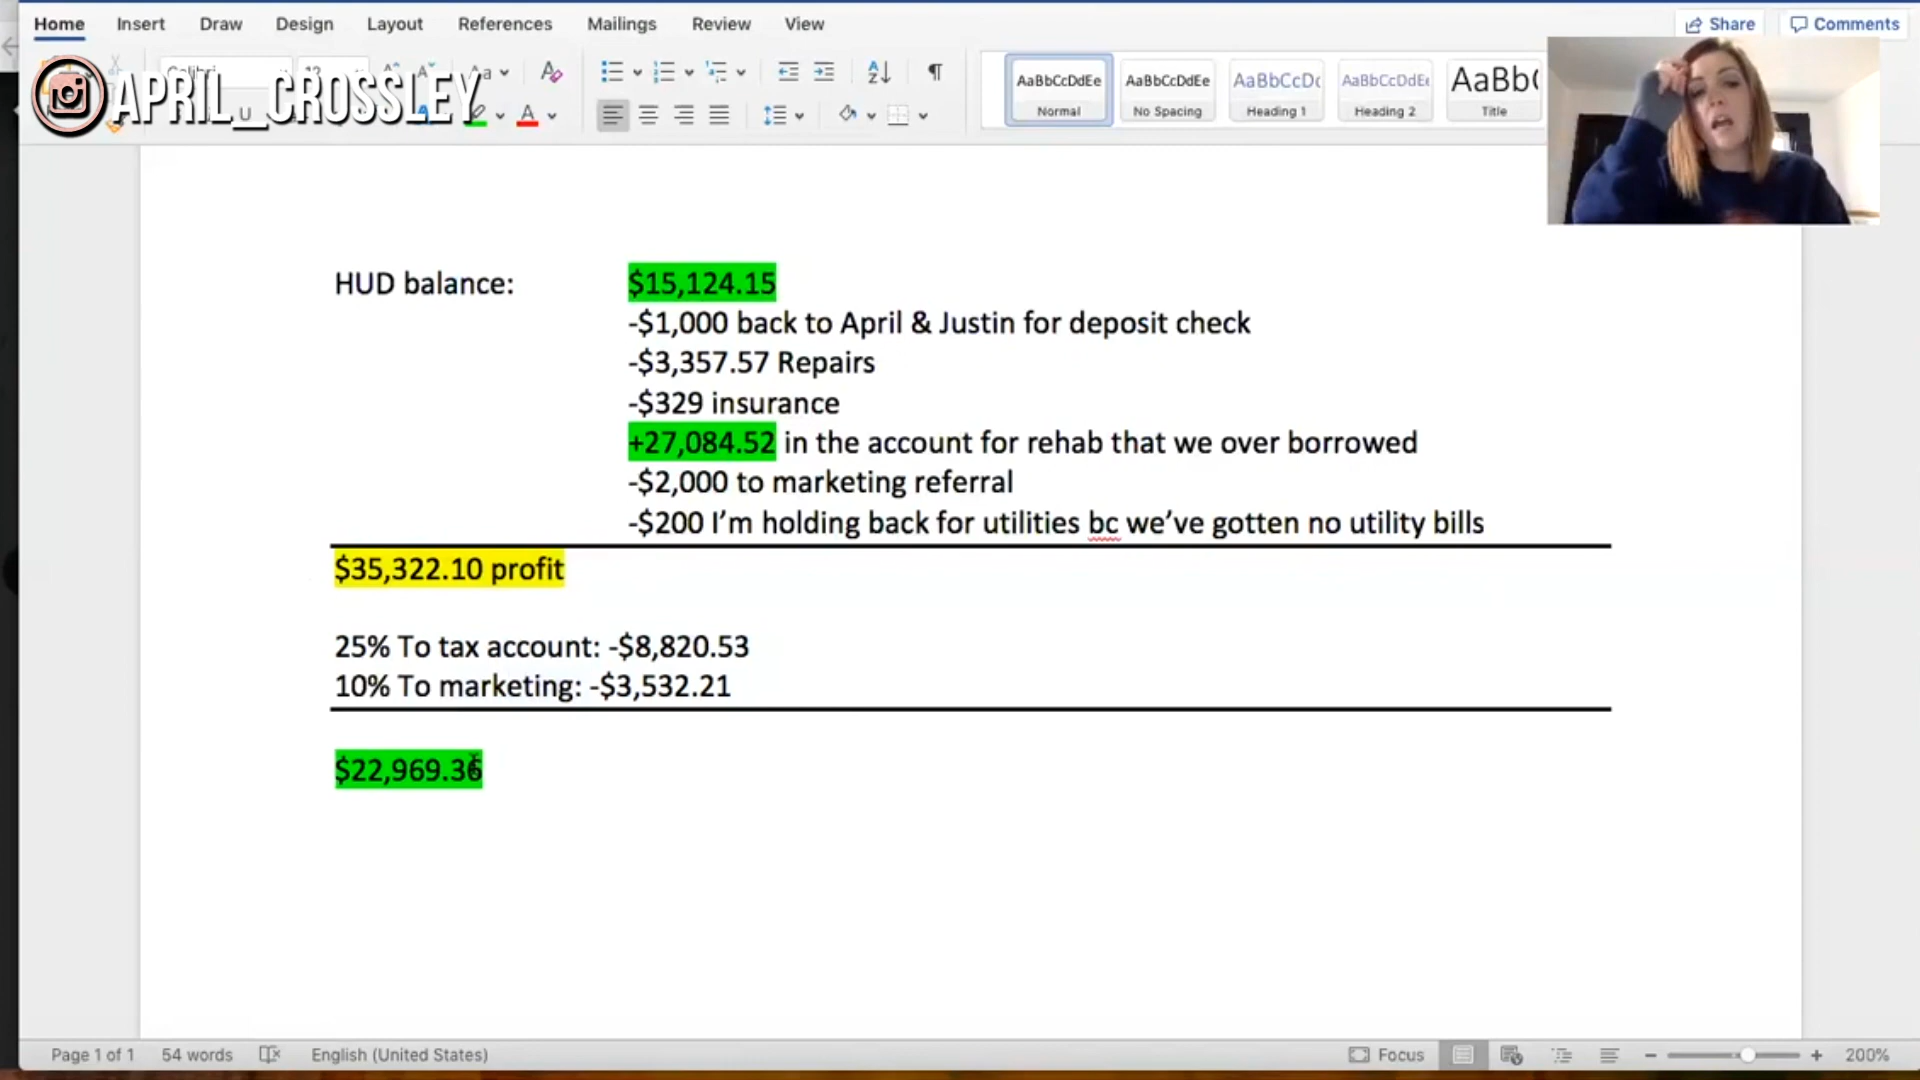 Home Insert Draw Design Layout References Mailings Review View Share Comments
APRIL_CROSSLEY
AaBbCcDdEe AaBbCcDdEe AaBbCcDc AaBbCcDdEe AaBb(
Normal No Spacing Heading 1 Heading 2 Title
HUD balance: $15,124.15
-$1,000 back to April & Justin for deposit check
-$3,357.57 Repairs
-$329 insurance
+27,084.52 in the account for rehab that we over borrowed
-$2,000 to marketing referral
-$200 I’m holding back for utilities bc we’ve gotten no utility bills
$35,322.10 profit
25% To tax account: -$8,820.53
10% To marketing: -$3,532.21
$22,969.36
Page 1 of 1 54 words English (United States) Focus 200%